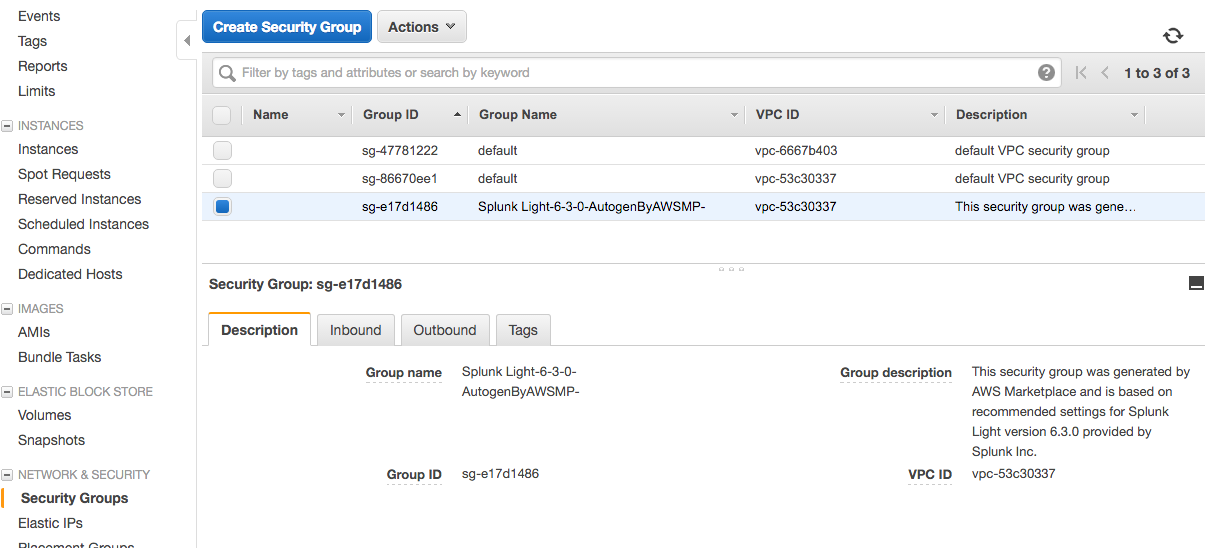 Events
Tags
Reports
Limits
INSTANCES
Instances
Spot Requests
Reserved Instances
Scheduled Instances
Commands
Dedicated Hosts
IMAGES
AMIs
Bundle Tasks
ELASTIC BLOCK STORE
Volumes
Snapshots
NETWORK & SECURITY
Security Groups
Elastic IPs
Placement Groups
Create Security Group Actions
Filter by tags and attributes or search by keyword ? 1 to 3 of 3
Name Group ID Group Name VPC ID Description
sg-47781222 default vpc-6667b403 default VPC security group
sg-86670ee1 default vpc-53c30337 default VPC security group
sg-e17d1486 Splunk Light-6-3-0-AutogenByAWSMP- vpc-53c30337 This security group was gene…
Security Group: sg-e17d1486
Description Inbound Outbound Tags
Group name Splunk Light-6-3-0-
AutogenByAWSMP-
Group description This security group was generated by
AWS Marketplace and is based on
recommended settings for Splunk
Light version 6.3.0 provided by
Splunk Inc.
Group ID sg-e17d1486 VPC ID vpc-53c30337